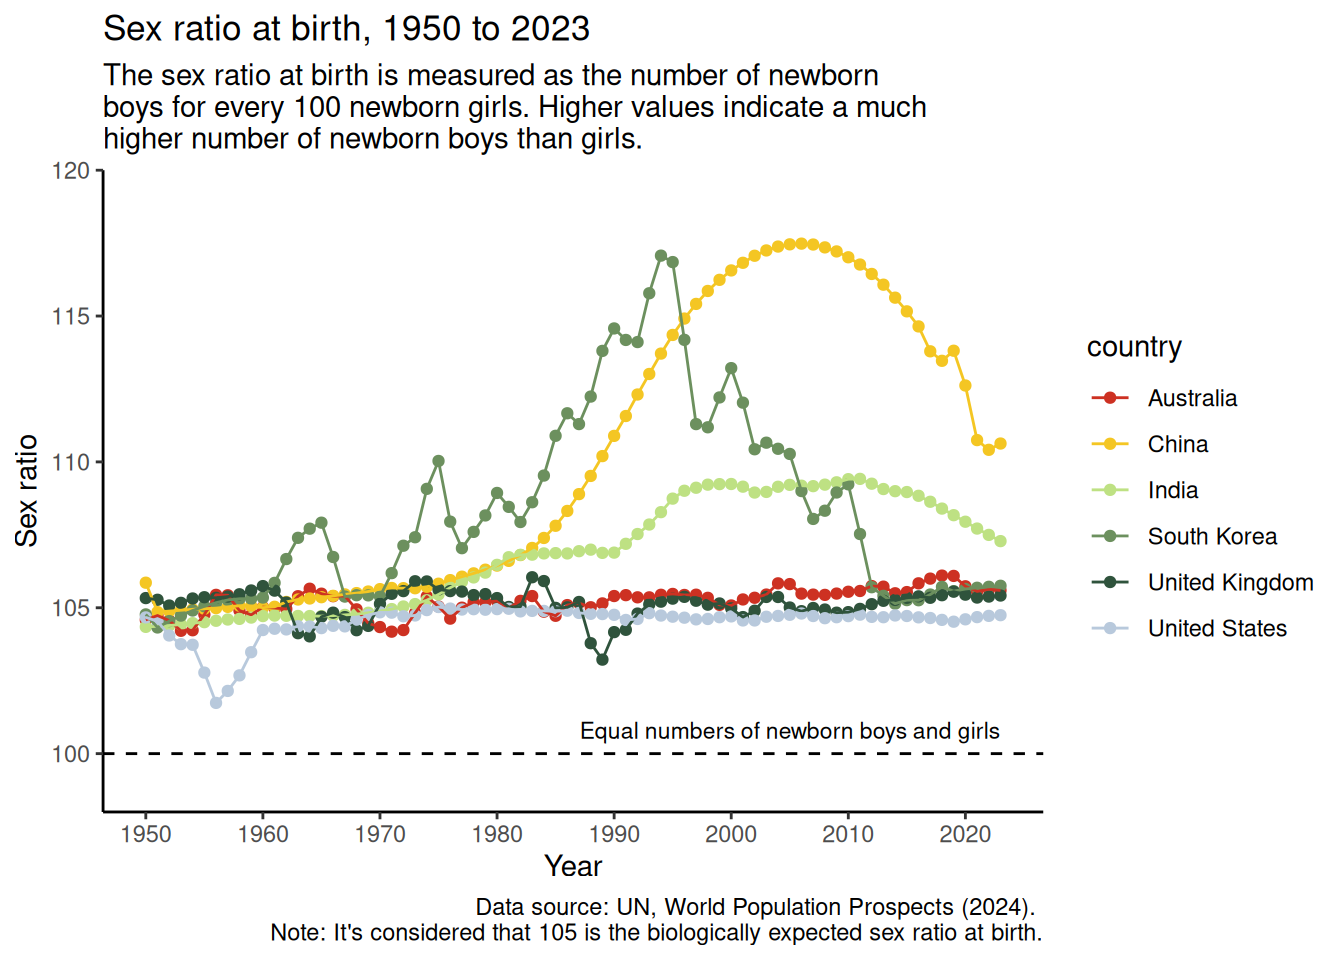 Sex ratio at birth, 1950 to 2023
The sex ratio at birth is measured as the number of newborn
boys for every 100 newborn girls. Higher values indicate a much
higher number of newborn boys than girls.
120
115
110
105
100
Sex ratio
Equal numbers of newborn boys and girls
1950 1960 1970 1980 1990 2000 2010 2020
Year
country
Australia
China
India
South Korea
United Kingdom
United States
Data source: UN, World Population Prospects (2024).
Note: It's considered that 105 is the biologically expected sex ratio at birth.